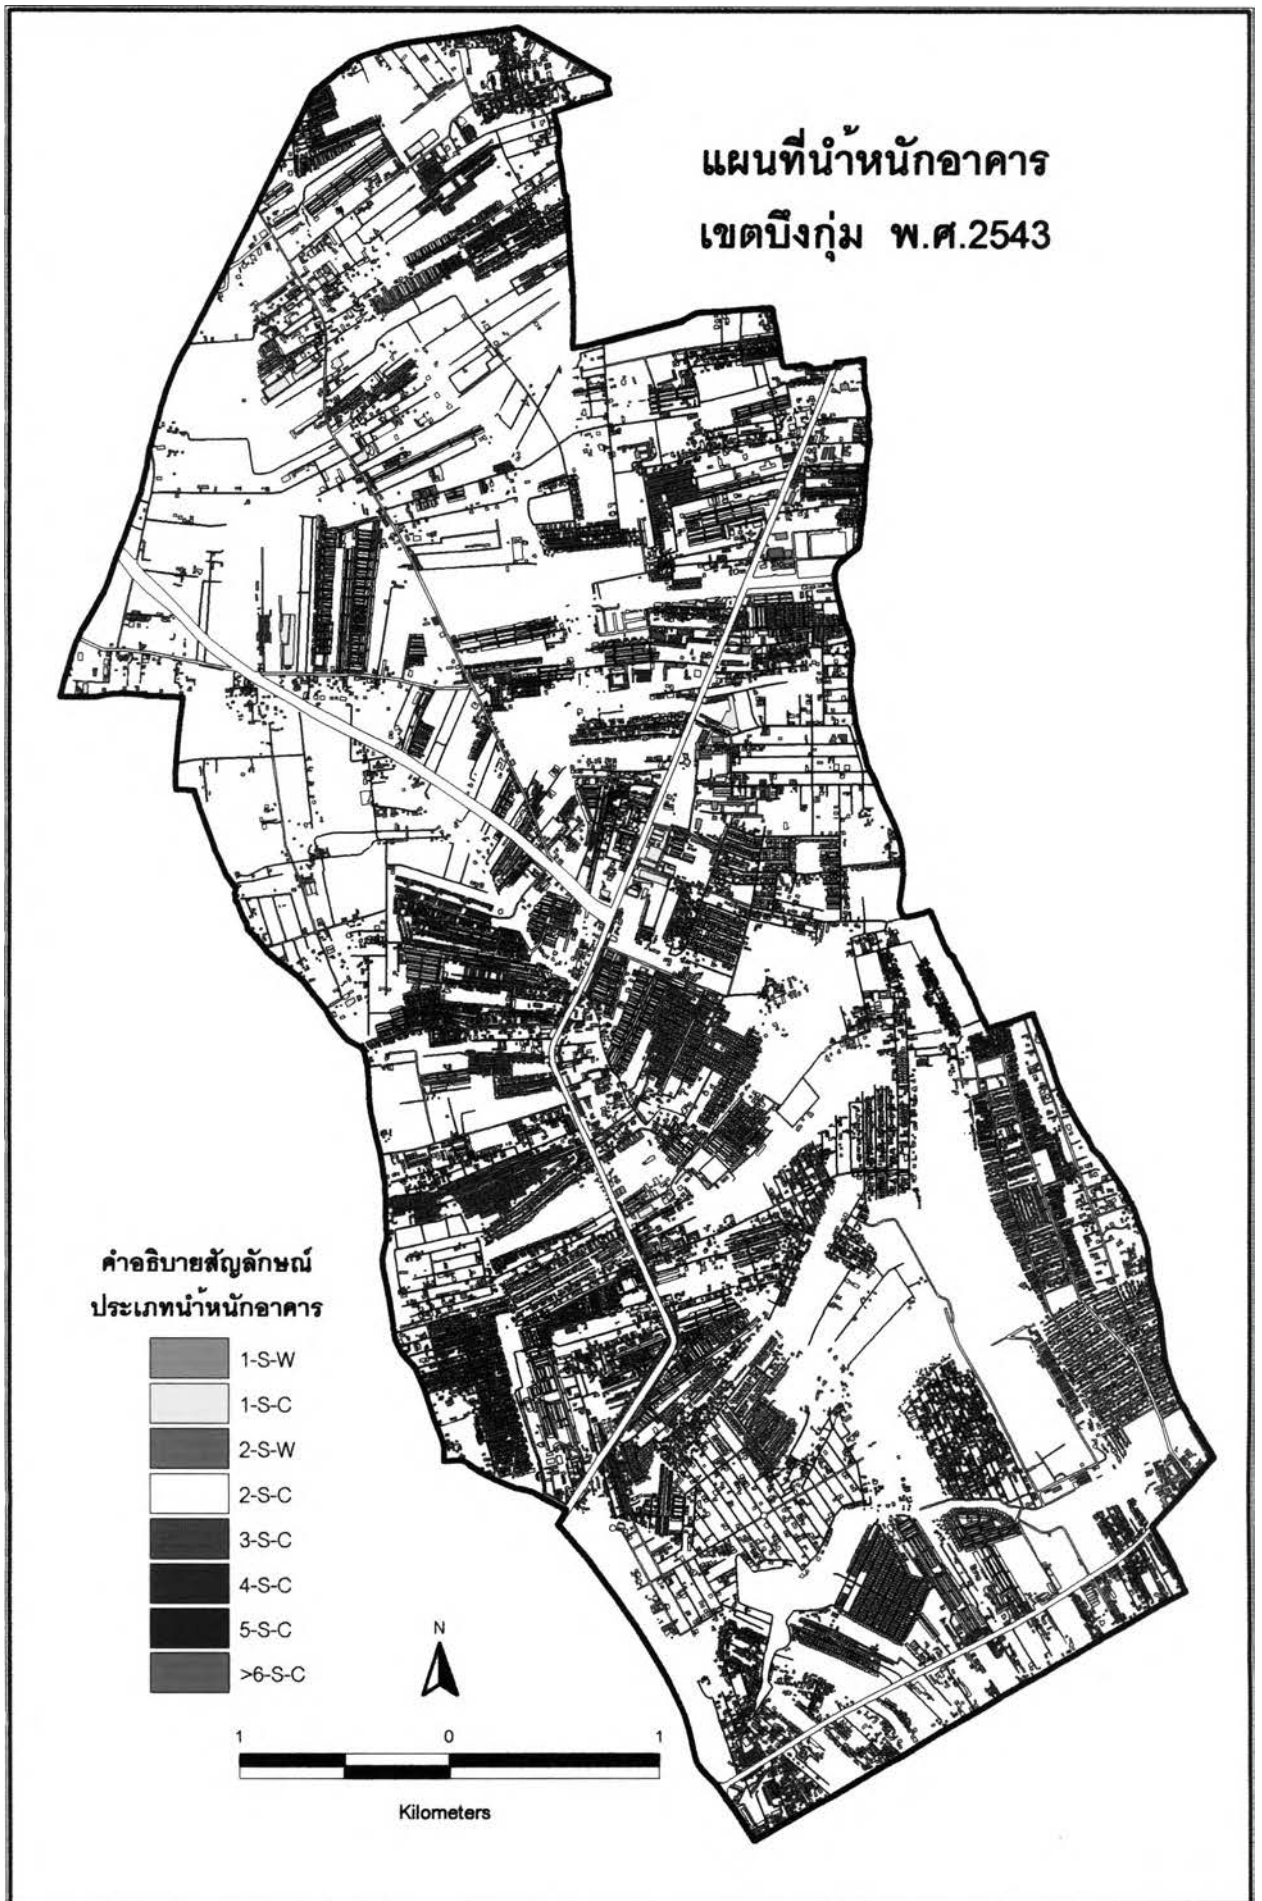 แผนที่น้ำหนักอาคาร
เขตบึงกุ่ม พ.ศ.2543
คำอธิบายสัญลักษณ์
ประเภทน้ำหนักอาคาร
1-S-W
1-S-C
2-S-W
2-S-C
3-S-C
4-S-C
5-S-C
>6-S-C
N
1 0 1
Kilometers